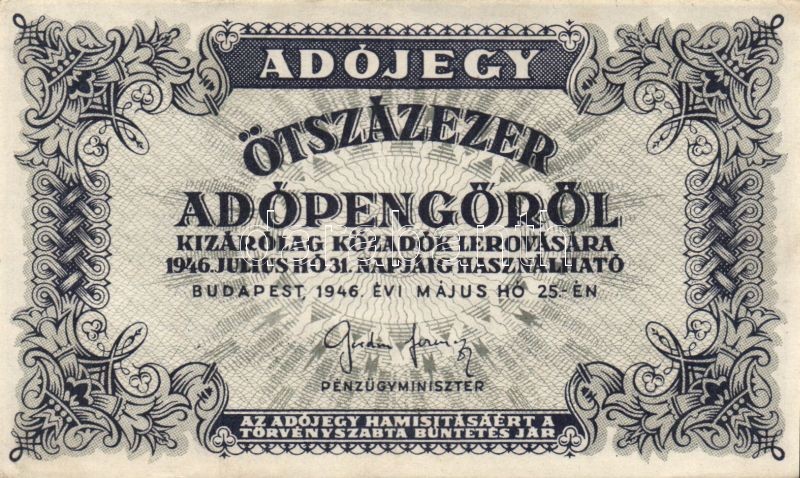 ADÓJEGY
ÖTSZÁZEZER
ADÓPENGŐRŐL
KIZÁRÓLAG KÖZADÓK LEROVÁSÁRA
1946. JULIUS HÓ 31. NAPJÁIG HASZNÁLHATÓ
BUDAPEST, 1946. ÉVI MÁJUS HÓ 25.-ÉN
PÉNZÜGYMINISZTER
AZ ADÓJEGY HAMISITÁSAÉRT A
TÖRVÉNYSZABTA BÜNTETÉS JÁR